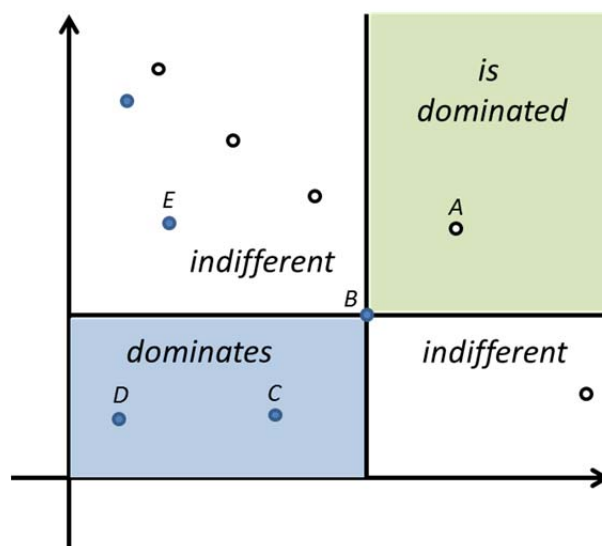 is
dominated
E
A
indifferent
B
dominates
indifferent
D
C